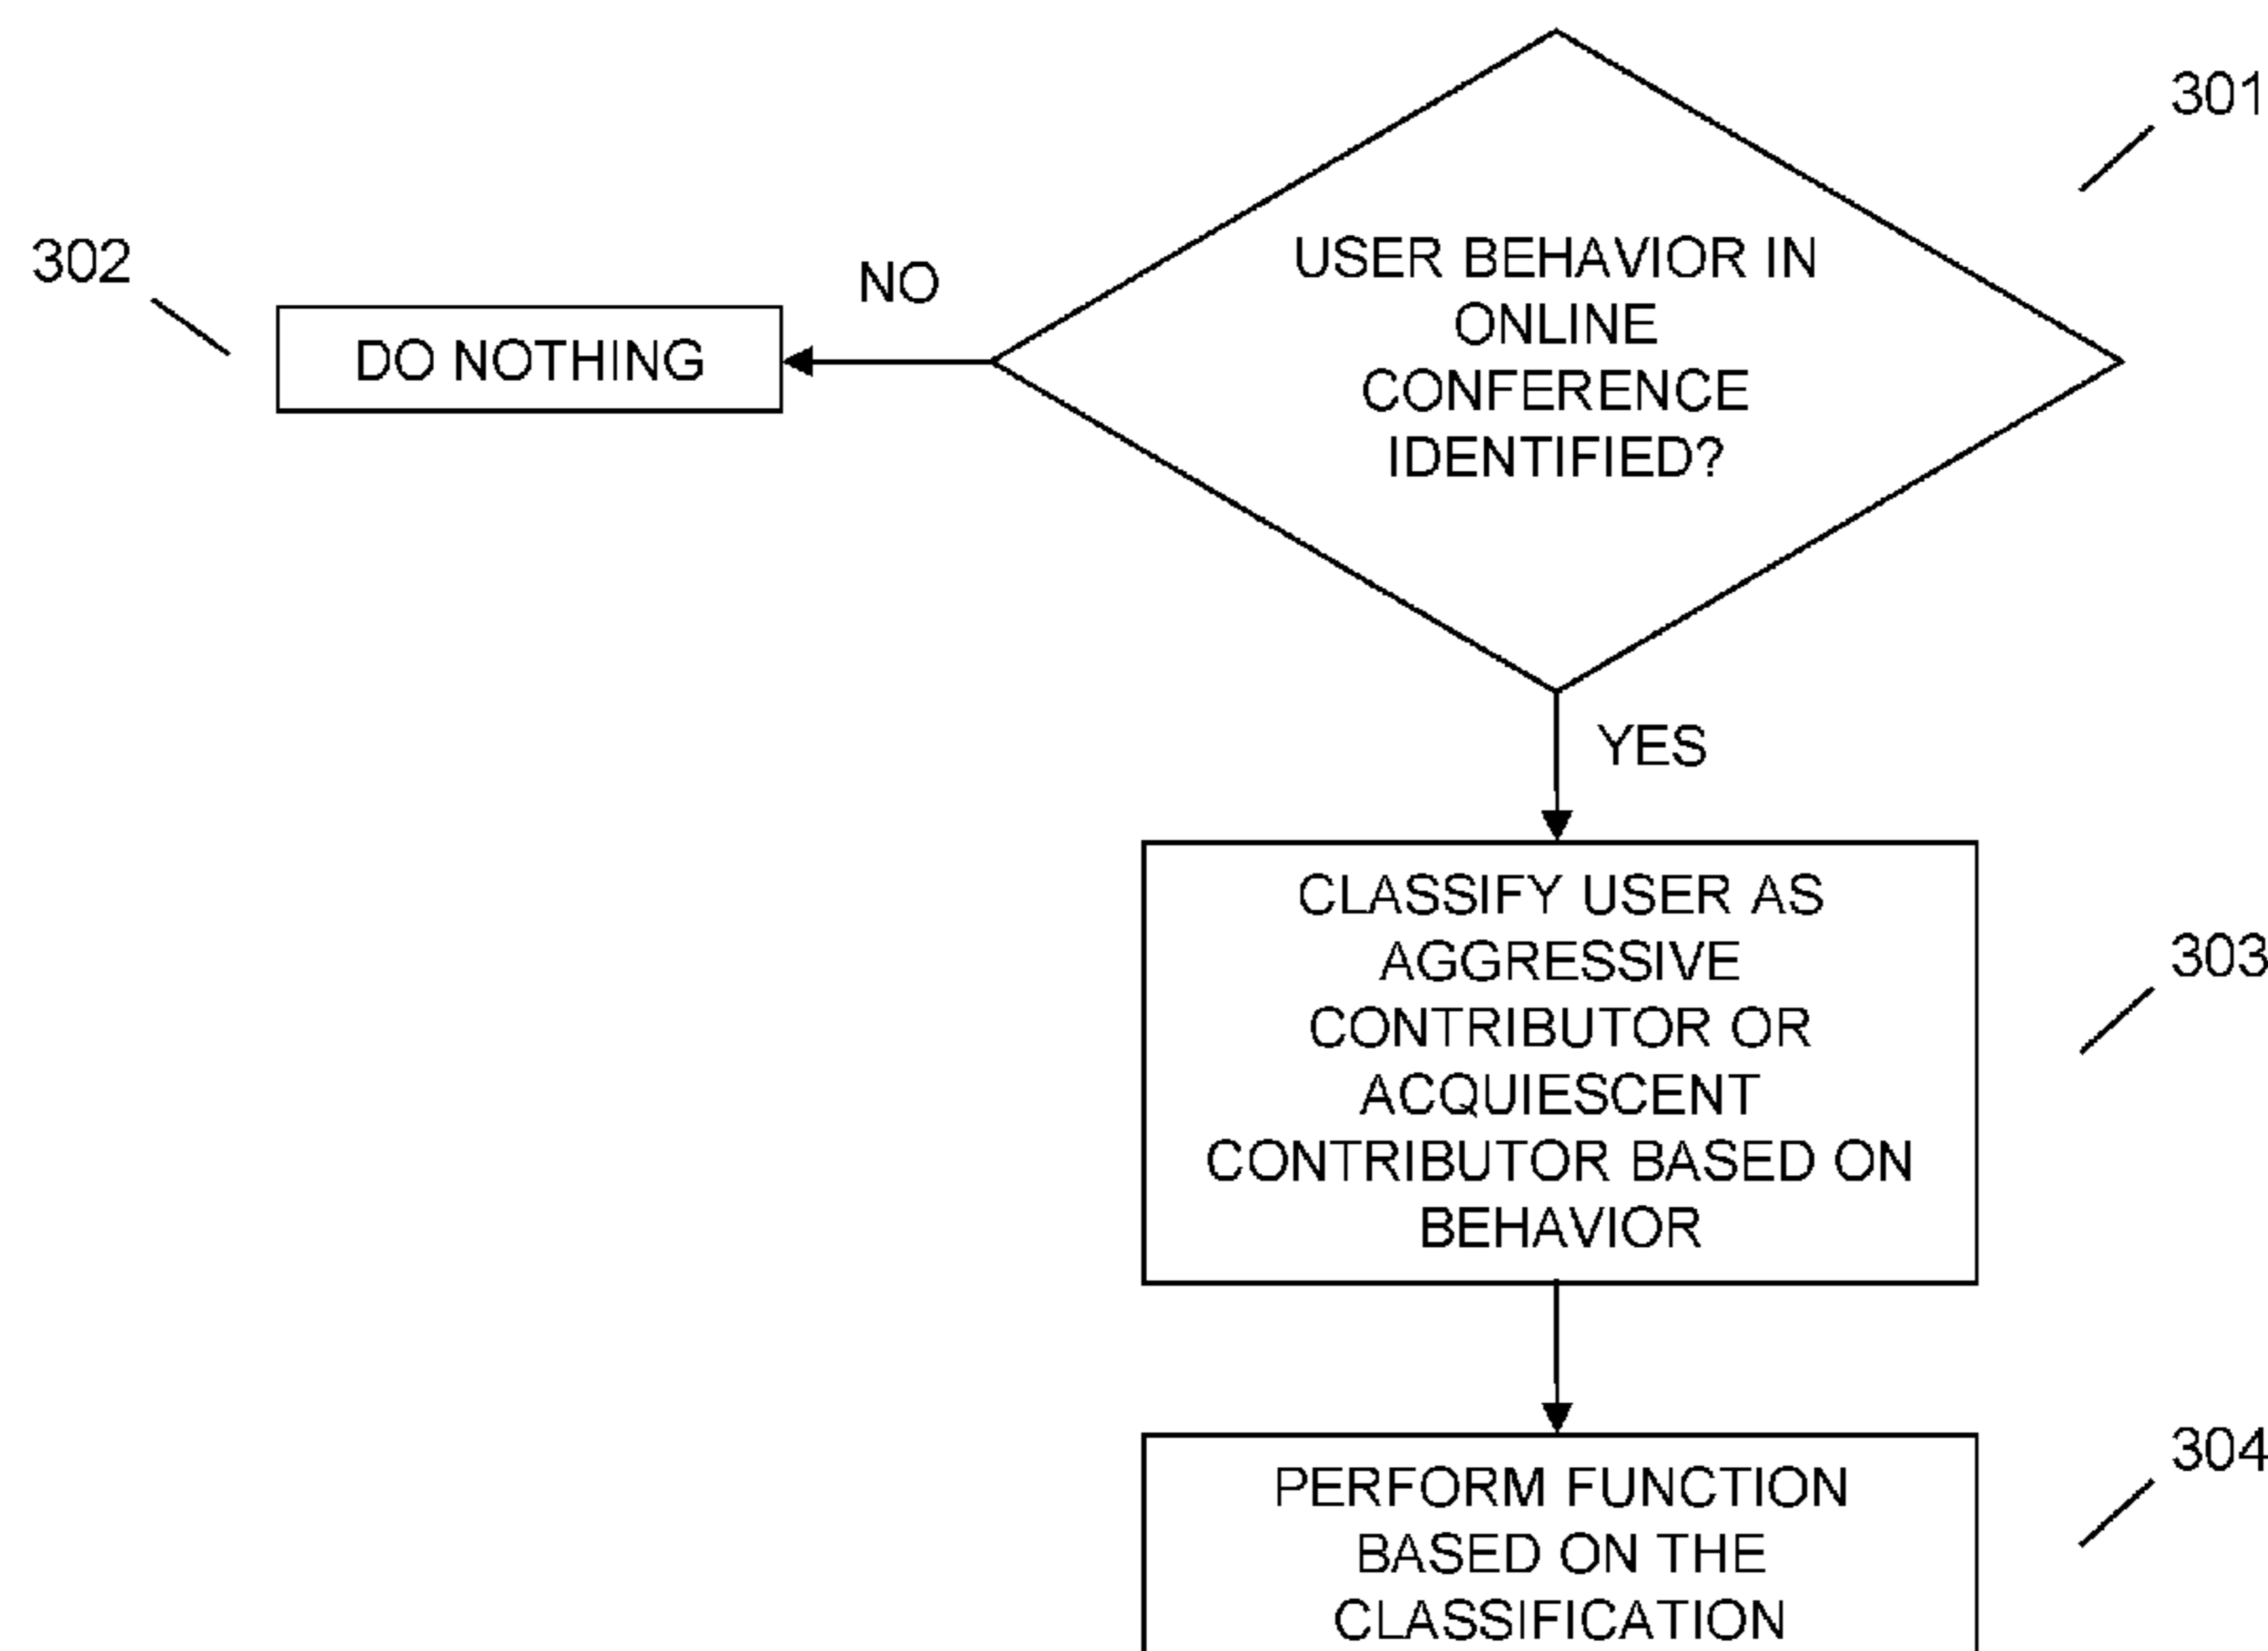 301
USER BEHAVIOR IN
ONLINE
CONFERENCE
IDENTIFIED?
302
NO
DO NOTHING
YES
CLASSIFY USER AS
AGGRESSIVE
CONTRIBUTOR OR
ACQUIESCENT
CONTRIBUTOR BASED ON
BEHAVIOR
303
PERFORM FUNCTION
BASED ON THE
CLASSIFICATION
304